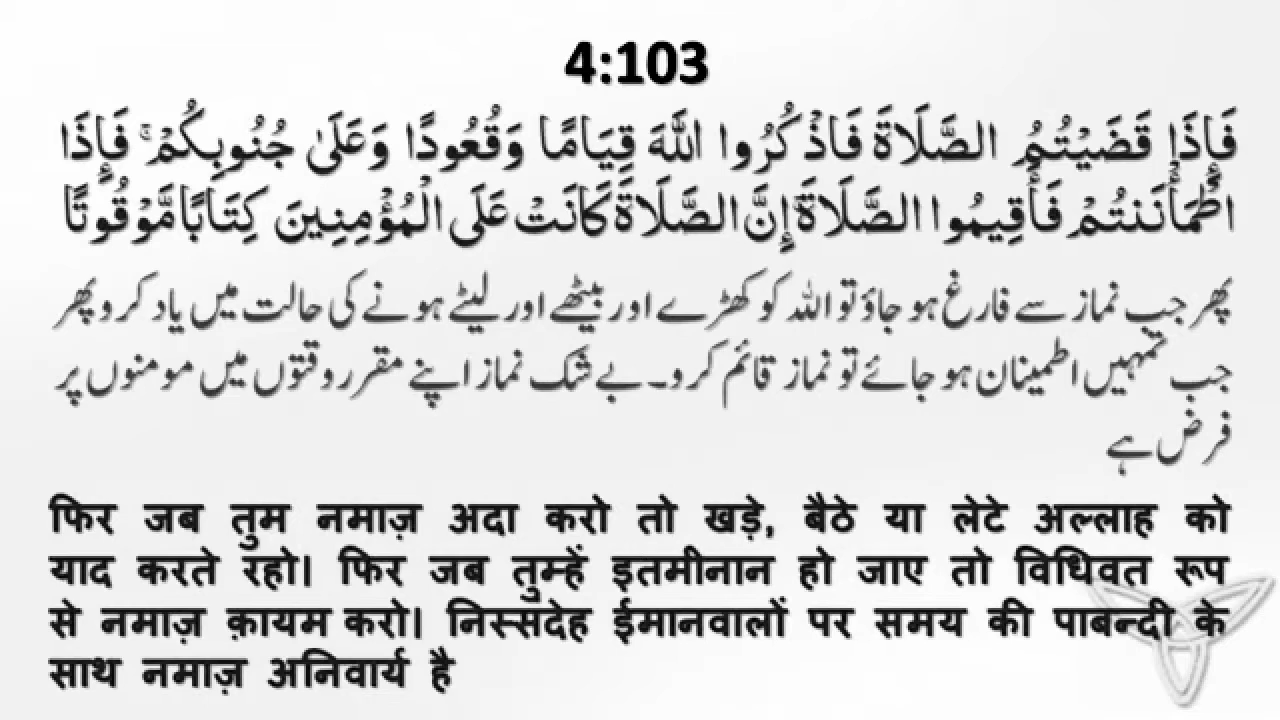 4:103
فَإِذَا قَضَيْتُمُ الصَّلَاةَ فَاذْكُرُوا اللَّهَ قِيَامًا وَقُعُودًا وَعَلَىٰ جُنُوبِكُمْ ۚ فَإِذَا
اطْمَأْنَنتُمْ فَأَقِيمُوا الصَّلَاةَ إِنَّ الصَّلَاةَ كَانَتْ عَلَى الْمُؤْمِنِينَ كِتَابًا مَّوْقُوتًا
پھر جب نماز سے فارغ ہو جاؤ تو الله کو کھڑے اور بیٹھے اور لیٹے ہونے کی حالت میں یاد کرو پھر
جب تمہیں اطمینان ہو جائے تو نماز قائم کرو۔ بے شک نماز اپنے مقرر وقتوں میں مومنوں پر
فرض ہے
फिर जब तुम नमाज़ अदा करो तो खड़े, बैठे या लेटे अल्लाह को
याद करते रहो। फिर जब तुम्हें इतमीनान हो जाए तो विधिवत रूप
से नमाज़ क़ायम करो। निस्संदेह ईमानवालों पर समय की पाबन्दी के
साथ नमाज़ अनिवार्य है